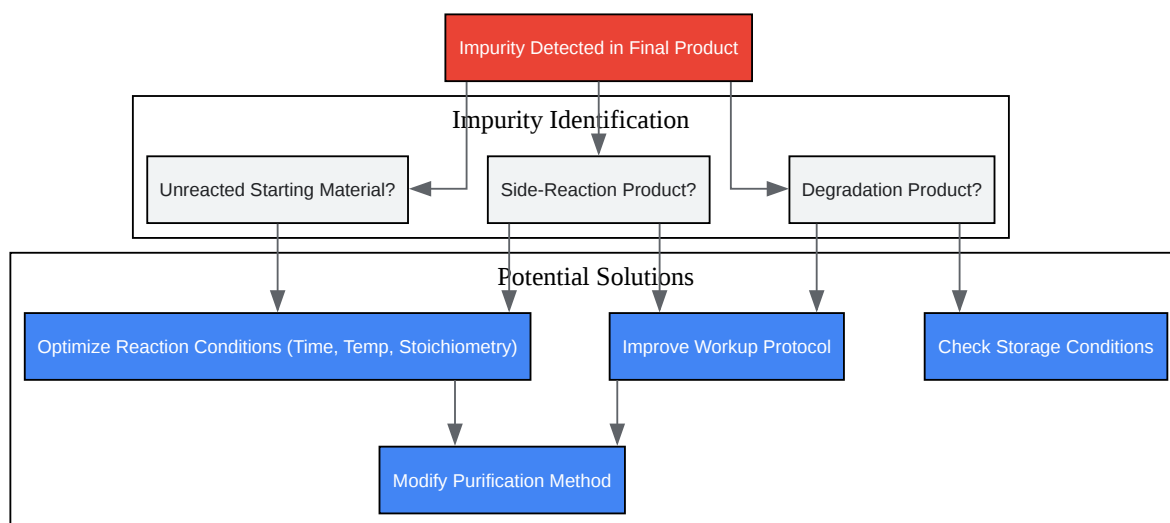 Impurity Detected in Final Product
Impurity Identification
Unreacted Starting Material?
Side-Reaction Product?
Degradation Product?
Potential Solutions
Optimize Reaction Conditions (Time, Temp, Stoichiometry)
Improve Workup Protocol
Check Storage Conditions
Modify Purification Method